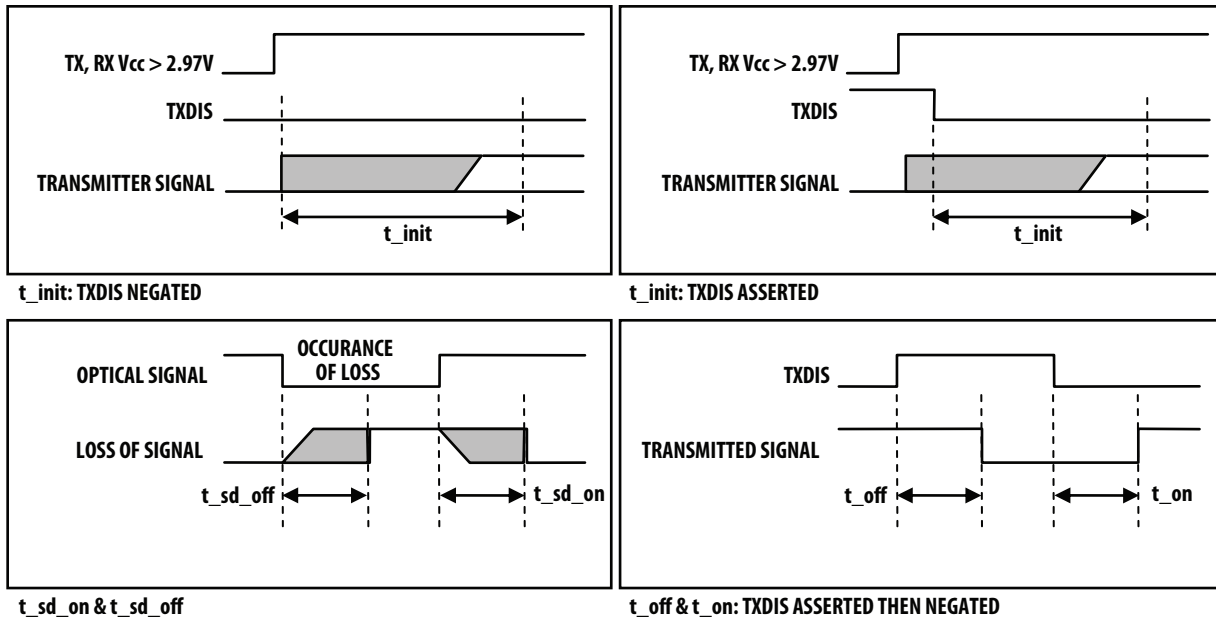 TX, RX Vcc > 2.97V
TXDIS
TRANSMITTER SIGNAL
t_init
t_init: TXDIS NEGATED
TX, RX Vcc > 2.97V
TXDIS
TRANSMITTER SIGNAL
t_init
t_init: TXDIS ASSERTED
OPTICAL SIGNAL
OCCURANCE
OF LOSS
LOSS OF SIGNAL
t_sd_off
t_sd_on
t_sd_on & t_sd_off
TXDIS
TRANSMITTED SIGNAL
t_off
t_on
t_off & t_on: TXDIS ASSERTED THEN NEGATED